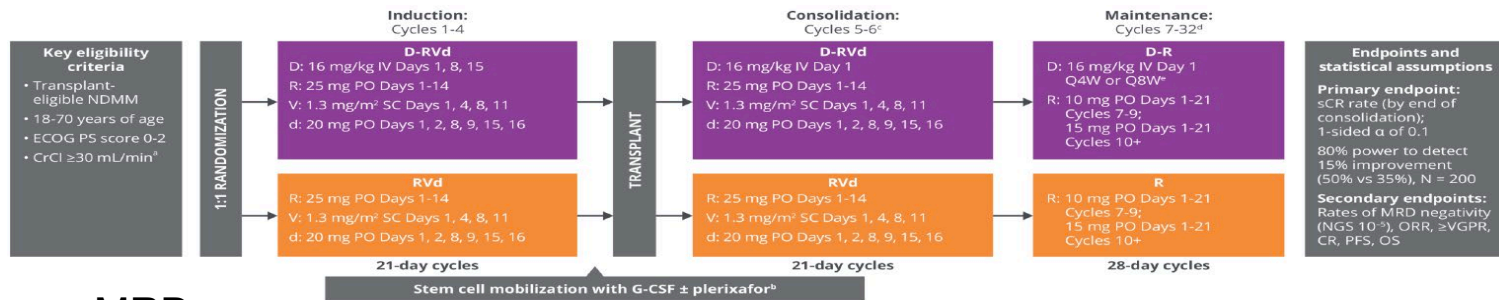 Induction:
Cycles 1-4
Consolidation:
Cycles 5-6ᶜ
Maintenance:
Cycles 7-32ᵈ
Key eligibility
criteria
• Transplant-
eligible NDMM
• 18-70 years of age
• ECOG PS score 0-2
• CrCl ≥30 mL/minᵃ
1:1 RANDOMIZATION
D-RVd
D: 16 mg/kg IV Days 1, 8, 15
R: 25 mg PO Days 1-14
V: 1.3 mg/m² SC Days 1, 4, 8, 11
d: 20 mg PO Days 1, 2, 8, 9, 15, 16
RVd
R: 25 mg PO Days 1-14
V: 1.3 mg/m² SC Days 1, 4, 8, 11
d: 20 mg PO Days 1, 2, 8, 9, 15, 16
21-day cycles
TRANSPLANT
D-RVd
D: 16 mg/kg IV Day 1
R: 25 mg PO Days 1-14
V: 1.3 mg/m² SC Days 1, 4, 8, 11
d: 20 mg PO Days 1, 2, 8, 9, 15, 16
RVd
R: 25 mg PO Days 1-14
V: 1.3 mg/m² SC Days 1, 4, 8, 11
d: 20 mg PO Days 1, 2, 8, 9, 15, 16
21-day cycles
D-R
D: 16 mg/kg IV Day 1
Q4W or Q8Wᵉ
R: 10 mg PO Days 1-21
Cycles 7-9;
15 mg PO Days 1-21
Cycles 10+
R
R: 10 mg PO Days 1-21
Cycles 7-9;
15 mg PO Days 1-21
Cycles 10+
28-day cycles
Endpoints and
statistical assumptions
Primary endpoint:
sCR rate (by end of
consolidation);
1-sided α of 0.1
80% power to detect
15% improvement
(50% vs 35%), N = 200
Secondary endpoints:
Rates of MRD negativity
(NGS 10⁻⁵), ORR, ≥VGPR,
CR, PFS, OS
Stem cell mobilization with G-CSF ± plerixaforᵇ